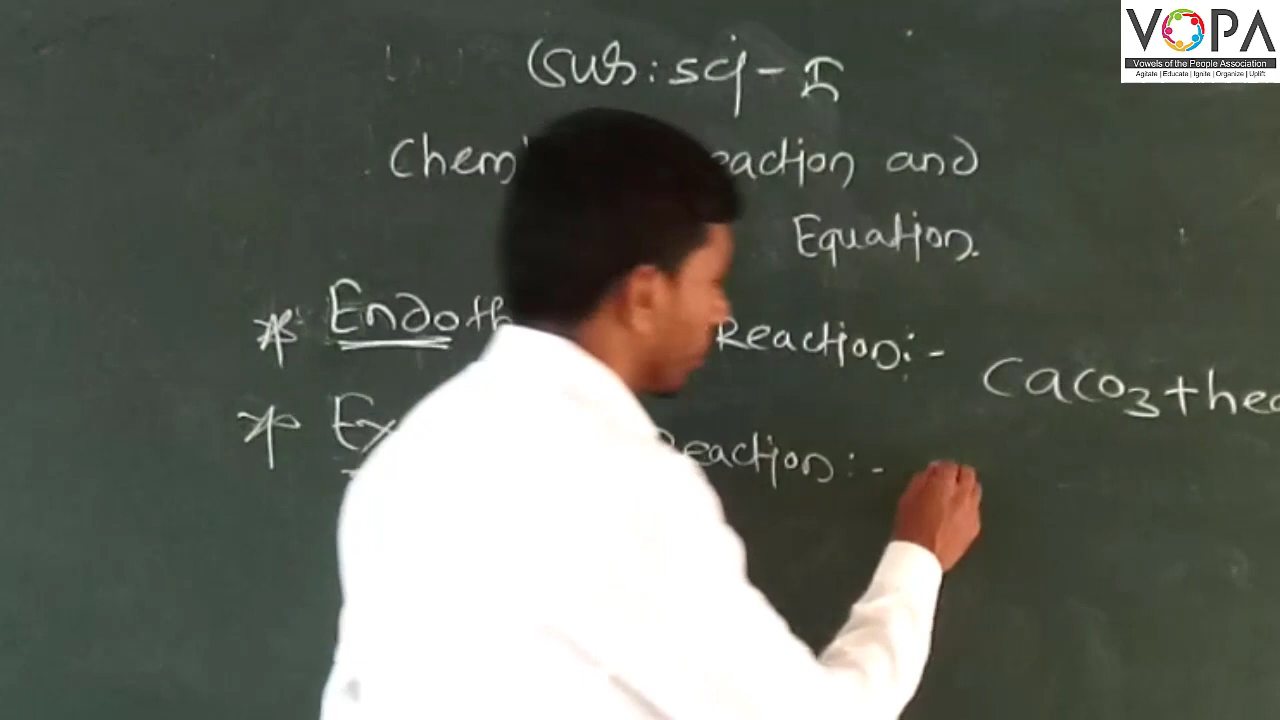 VOPA
Vowels of the People Association
Agitate | Educate | Ignite | Organize | Uplift
(Sub: Sci - I
Chemi eaction and
Equation.
* Endoth Reaction:-
CaCO3 + hea
* Ex Reaction:-